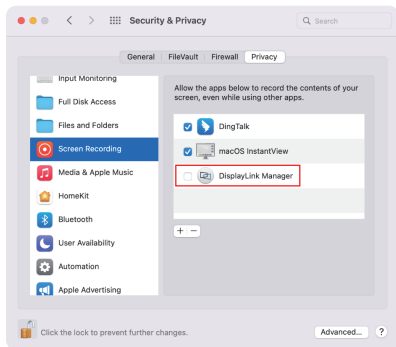 Security & Privacy
Search
General FileVault Firewall Privacy
Input Monitoring
Full Disk Access
Files and Folders
Screen Recording
Media & Apple Music
HomeKit
Bluetooth
User Availability
Automation
Apple Advertising
Allow the apps below to record the contents of your
screen, even while using other apps.
DingTalk
macOS InstantView
DisplayLink Manager
+ −
Click the lock to prevent further changes.
Advanced... ?